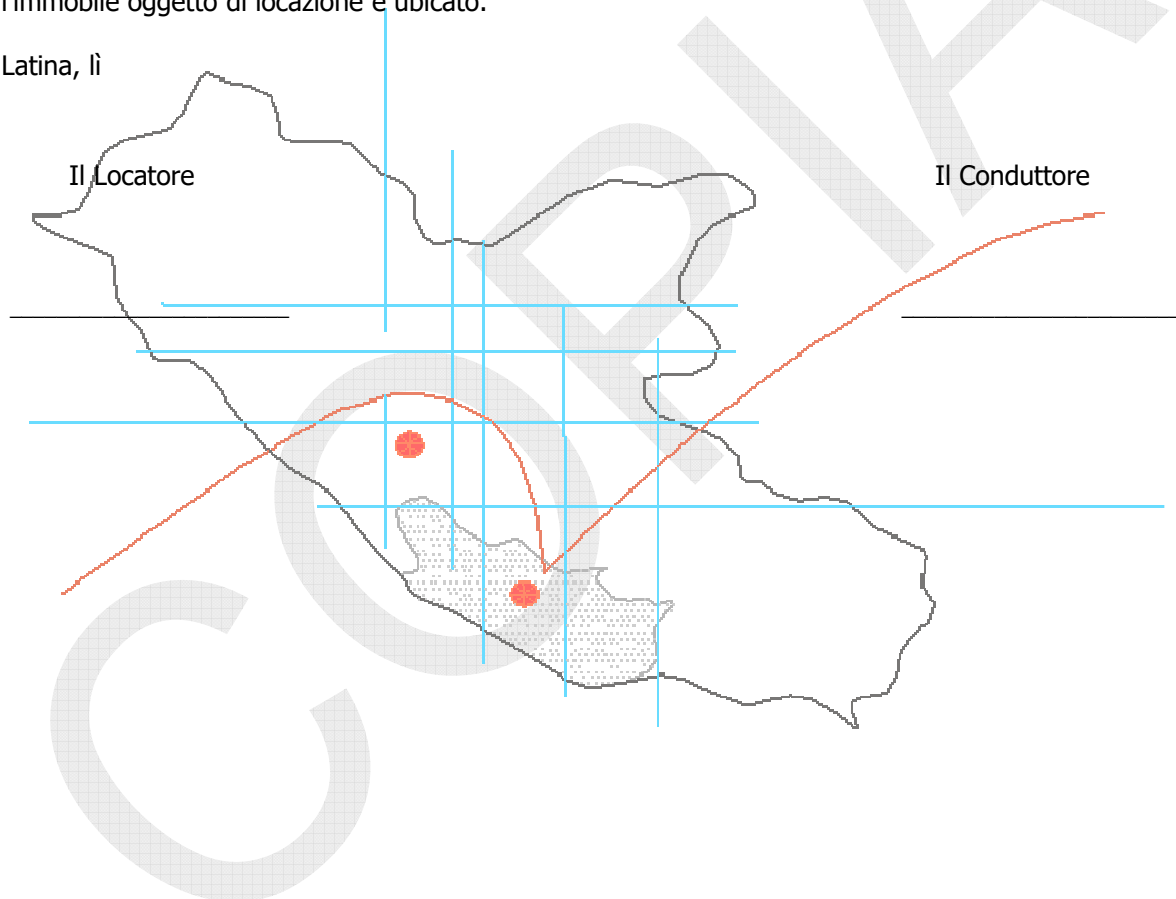 l'immobile oggetto di locazione è ubicato.
Latina, lì
Il Locatore Il Conduttore
COPIA